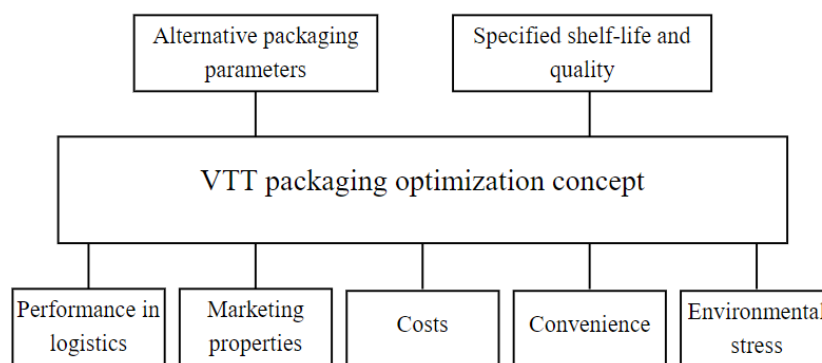 Alternative packaging
parameters
Specified shelf-life and
quality
VTT packaging optimization concept
Performance in
logistics
Marketing
properties
Costs
Convenience
Environmental
stress